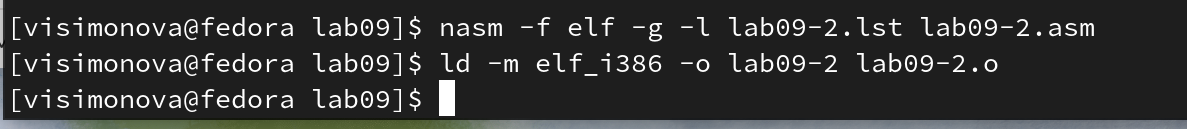 [visimonova@fedora lab09]$ nasm -f elf -g -l lab09-2.lst lab09-2.asm
[visimonova@fedora lab09]$ ld -m elf_i386 -o lab09-2 lab09-2.o
[visimonova@fedora lab09]$